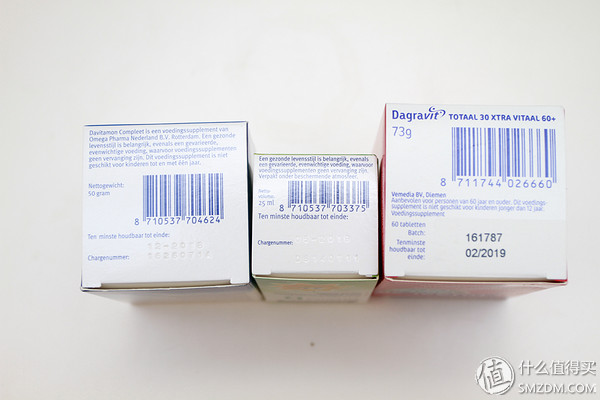 Davitamon Compleet is een voedingssupplement van
Omega Pharma Nederland B.V. Rotterdam. Een gezonde
levensstijl is belangrijk, evenals een gevarieerde,
evenwichtige voeding, waarvoor voedingssupplementen
geen vervanging zijn. Dit voedingssupplement is niet
geschikt voor kinderen tot en met één jaar.
Nettogewicht:
50 gram
8 710537 704624
Ten minste houdbaar tot einde:
Chargenummer:
Een gezonde levensstijl is belangrijk, evenals
een gevarieerde, evenwichtige voeding, waarvoor
voedingssupplementen geen vervanging zijn.
Verpakt onder beschermende atmosfeer.
Netto-
25 ml
8 710537 703375
Ten minste houdbaar tot einde:
Chargenummer:
Dagravit TOTAAL 30 XTRA VITAAL 60+
73g
8 711744 026660
Vemedia BV, Diemen
Aanbevolen voor personen van 60 jaar en ouder. Dit voedings-
supplement is niet geschikt voor kinderen jonger dan 12 jaar.
Voedingssupplement
60 tabletten
Batch: 161787
Tenminste
houdbaar tot
einde: 02/2019
值 什么值得买
SMZDM.COM